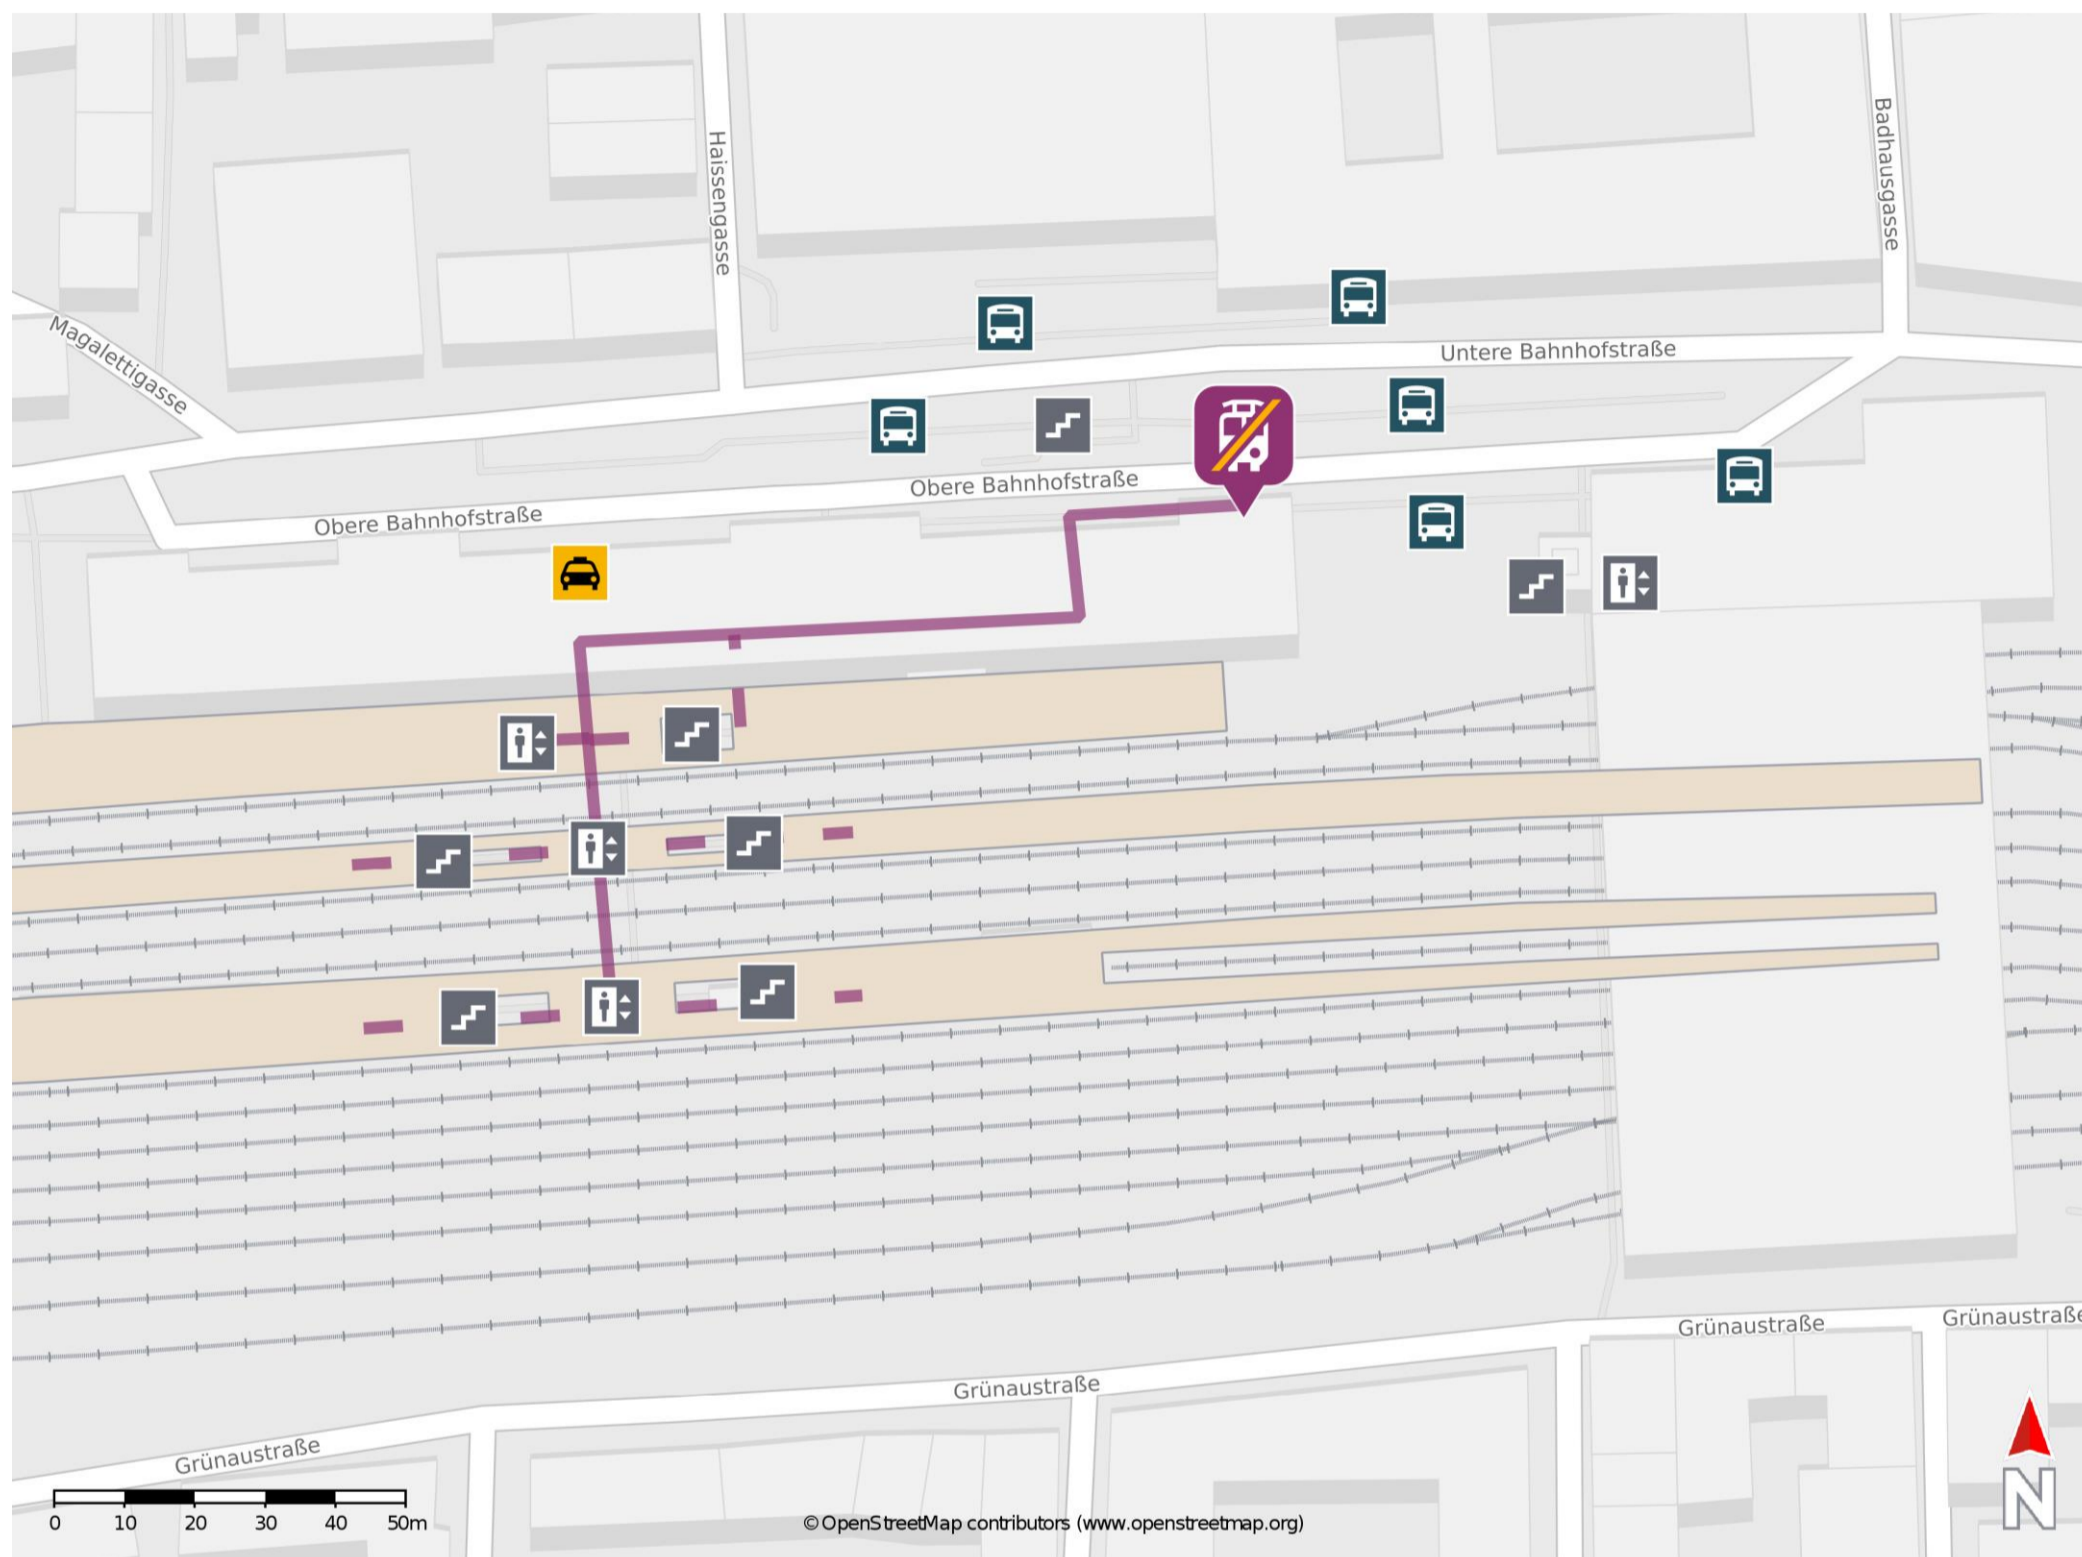 Haissengasse
Badhausgasse
Magalettigasse
Untere Bahnhofstraße
Obere Bahnhofstraße
Obere Bahnhofstraße
Grünaustraße
Grünaustraße
Grünaustraße
Grünaustraße
N
0 10 20 30 40 50m
© OpenStreetMap contributors (www.openstreetmap.org)